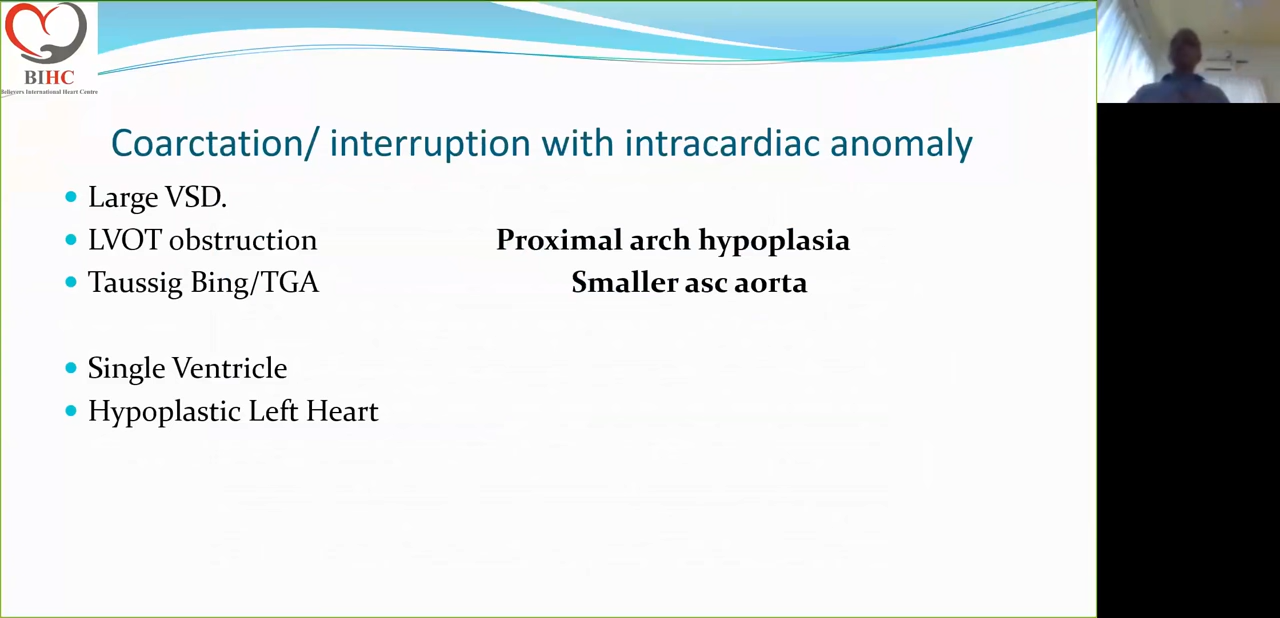 BIHC
Believers International Heart Centre
Coarctation/ interruption with intracardiac anomaly
Large VSD.
LVOT obstruction
Proximal arch hypoplasia
Taussig Bing/TGA
Smaller asc aorta
Single Ventricle
Hypoplastic Left Heart